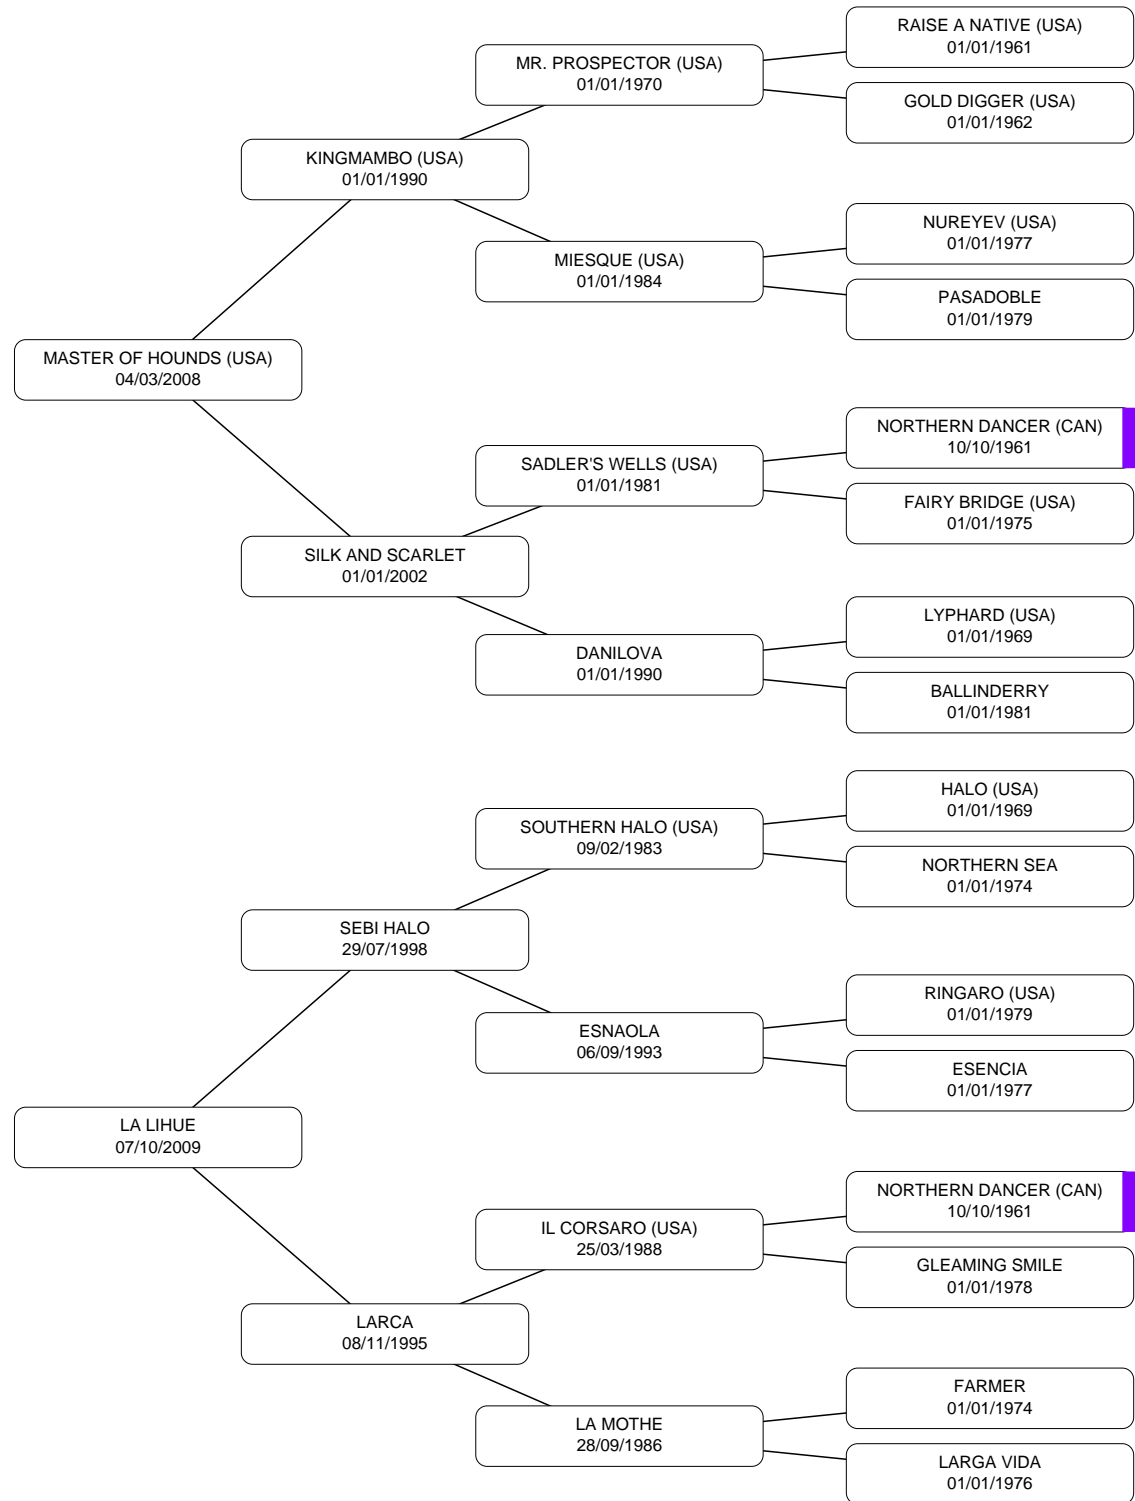 RAISE A NATIVE (USA)
01/01/1961
MR. PROSPECTOR (USA)
01/01/1970
GOLD DIGGER (USA)
01/01/1962
KINGMAMBO (USA)
01/01/1990
NUREYEV (USA)
01/01/1977
MIESQUE (USA)
01/01/1984
PASADOBLE
01/01/1979
MASTER OF HOUNDS (USA)
04/03/2008
NORTHERN DANCER (CAN)
10/10/1961
SADLER'S WELLS (USA)
01/01/1981
FAIRY BRIDGE (USA)
01/01/1975
SILK AND SCARLET
01/01/2002
LYPHARD (USA)
01/01/1969
DANILOVA
01/01/1990
BALLINDERRY
01/01/1981
HALO (USA)
01/01/1969
SOUTHERN HALO (USA)
09/02/1983
NORTHERN SEA
01/01/1974
SEBI HALO
29/07/1998
RINGARO (USA)
01/01/1979
ESNAOLA
06/09/1993
ESENCIA
01/01/1977
LA LIHUE
07/10/2009
NORTHERN DANCER (CAN)
10/10/1961
IL CORSARO (USA)
25/03/1988
GLEAMING SMILE
01/01/1978
LARCA
08/11/1995
FARMER
01/01/1974
LA MOTHE
28/09/1986
LARGA VIDA
01/01/1976